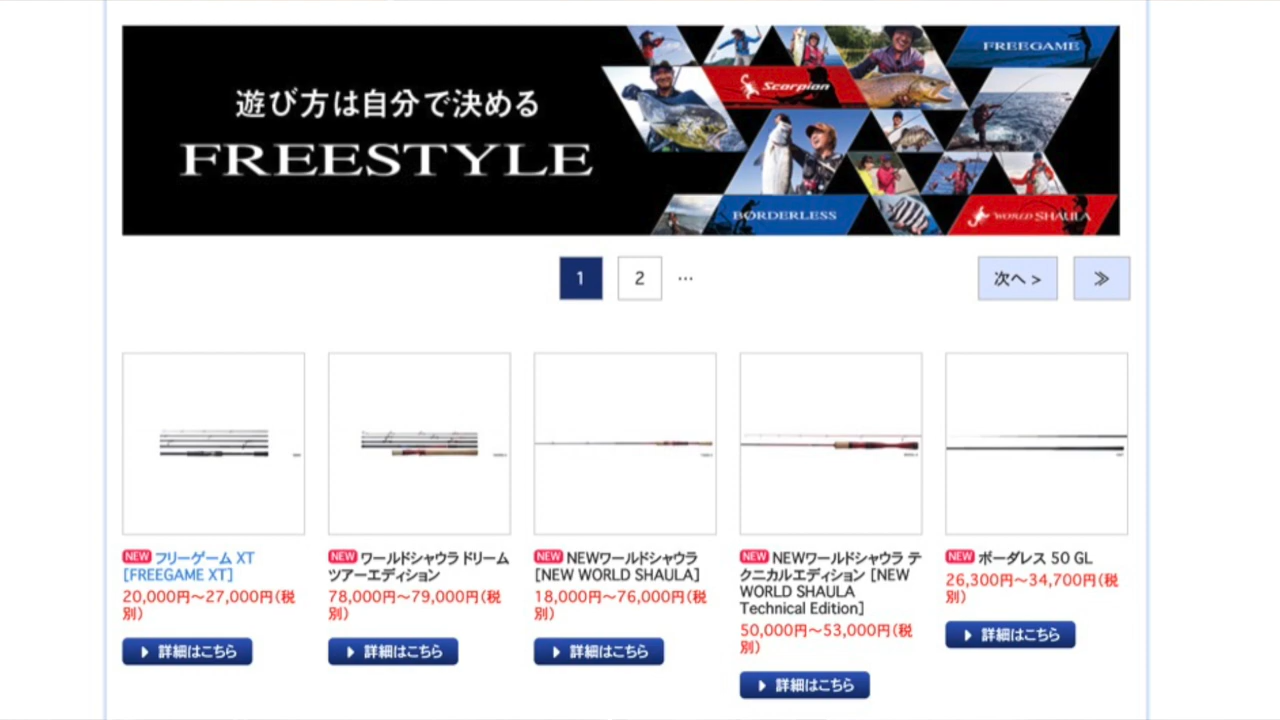 遊び方は自分で決める
FREESTYLE
FREEGAME
Scorpion
BORDERLESS
WORLD SHAULA
1
2
…
次へ >
≫
NEW フリーゲーム XT
[FREEGAME XT]
20,000円〜27,000円(税
別)
詳細はこちら
NEW ワールドシャウラ ドリーム
ツアーエディション
78,000円〜79,000円(税
別)
詳細はこちら
NEW NEWワールドシャウラ
[NEW WORLD SHAULA]
18,000円〜76,000円(税
別)
詳細はこちら
NEW NEWワールドシャウラ テ
クニカルエディション [NEW
WORLD SHAULA
Technical Edition]
50,000円〜53,000円(税
別)
詳細はこちら
NEW ボーダレス 50 GL
26,300円〜34,700円(税
別)
詳細はこちら